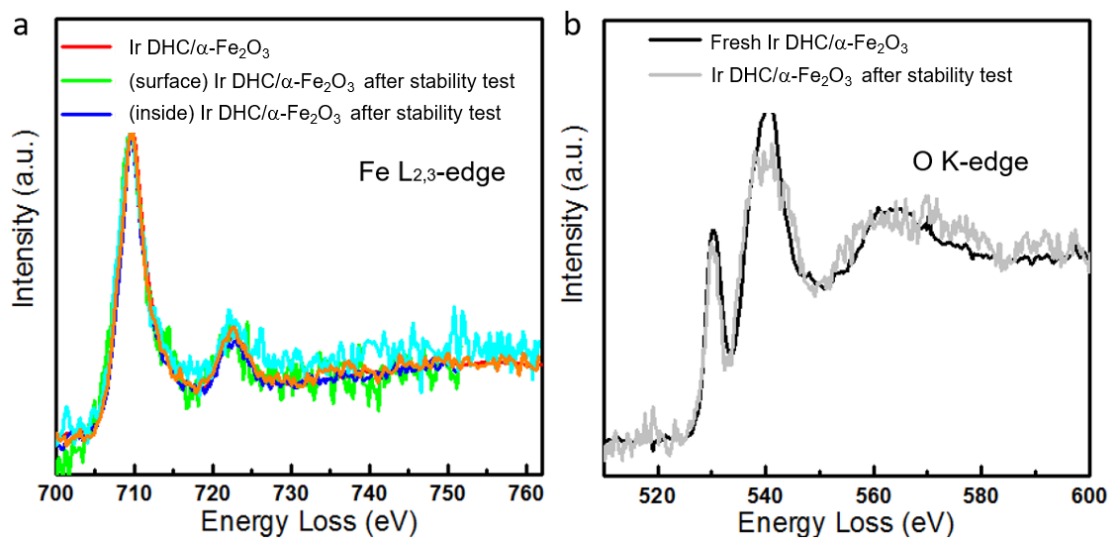 a
Ir DHC/α-Fe₂O₃
(surface) Ir DHC/α-Fe₂O₃ after stability test
(inside) Ir DHC/α-Fe₂O₃ after stability test
Fe L₂,₃-edge
Intensity (a.u.)
700 710 720 730 740 750 760
Energy Loss (eV)
b
Fresh Ir DHC/α-Fe₂O₃
Ir DHC/α-Fe₂O₃ after stability test
O K-edge
Intensity (a.u.)
520 540 560 580 600
Energy Loss (eV)